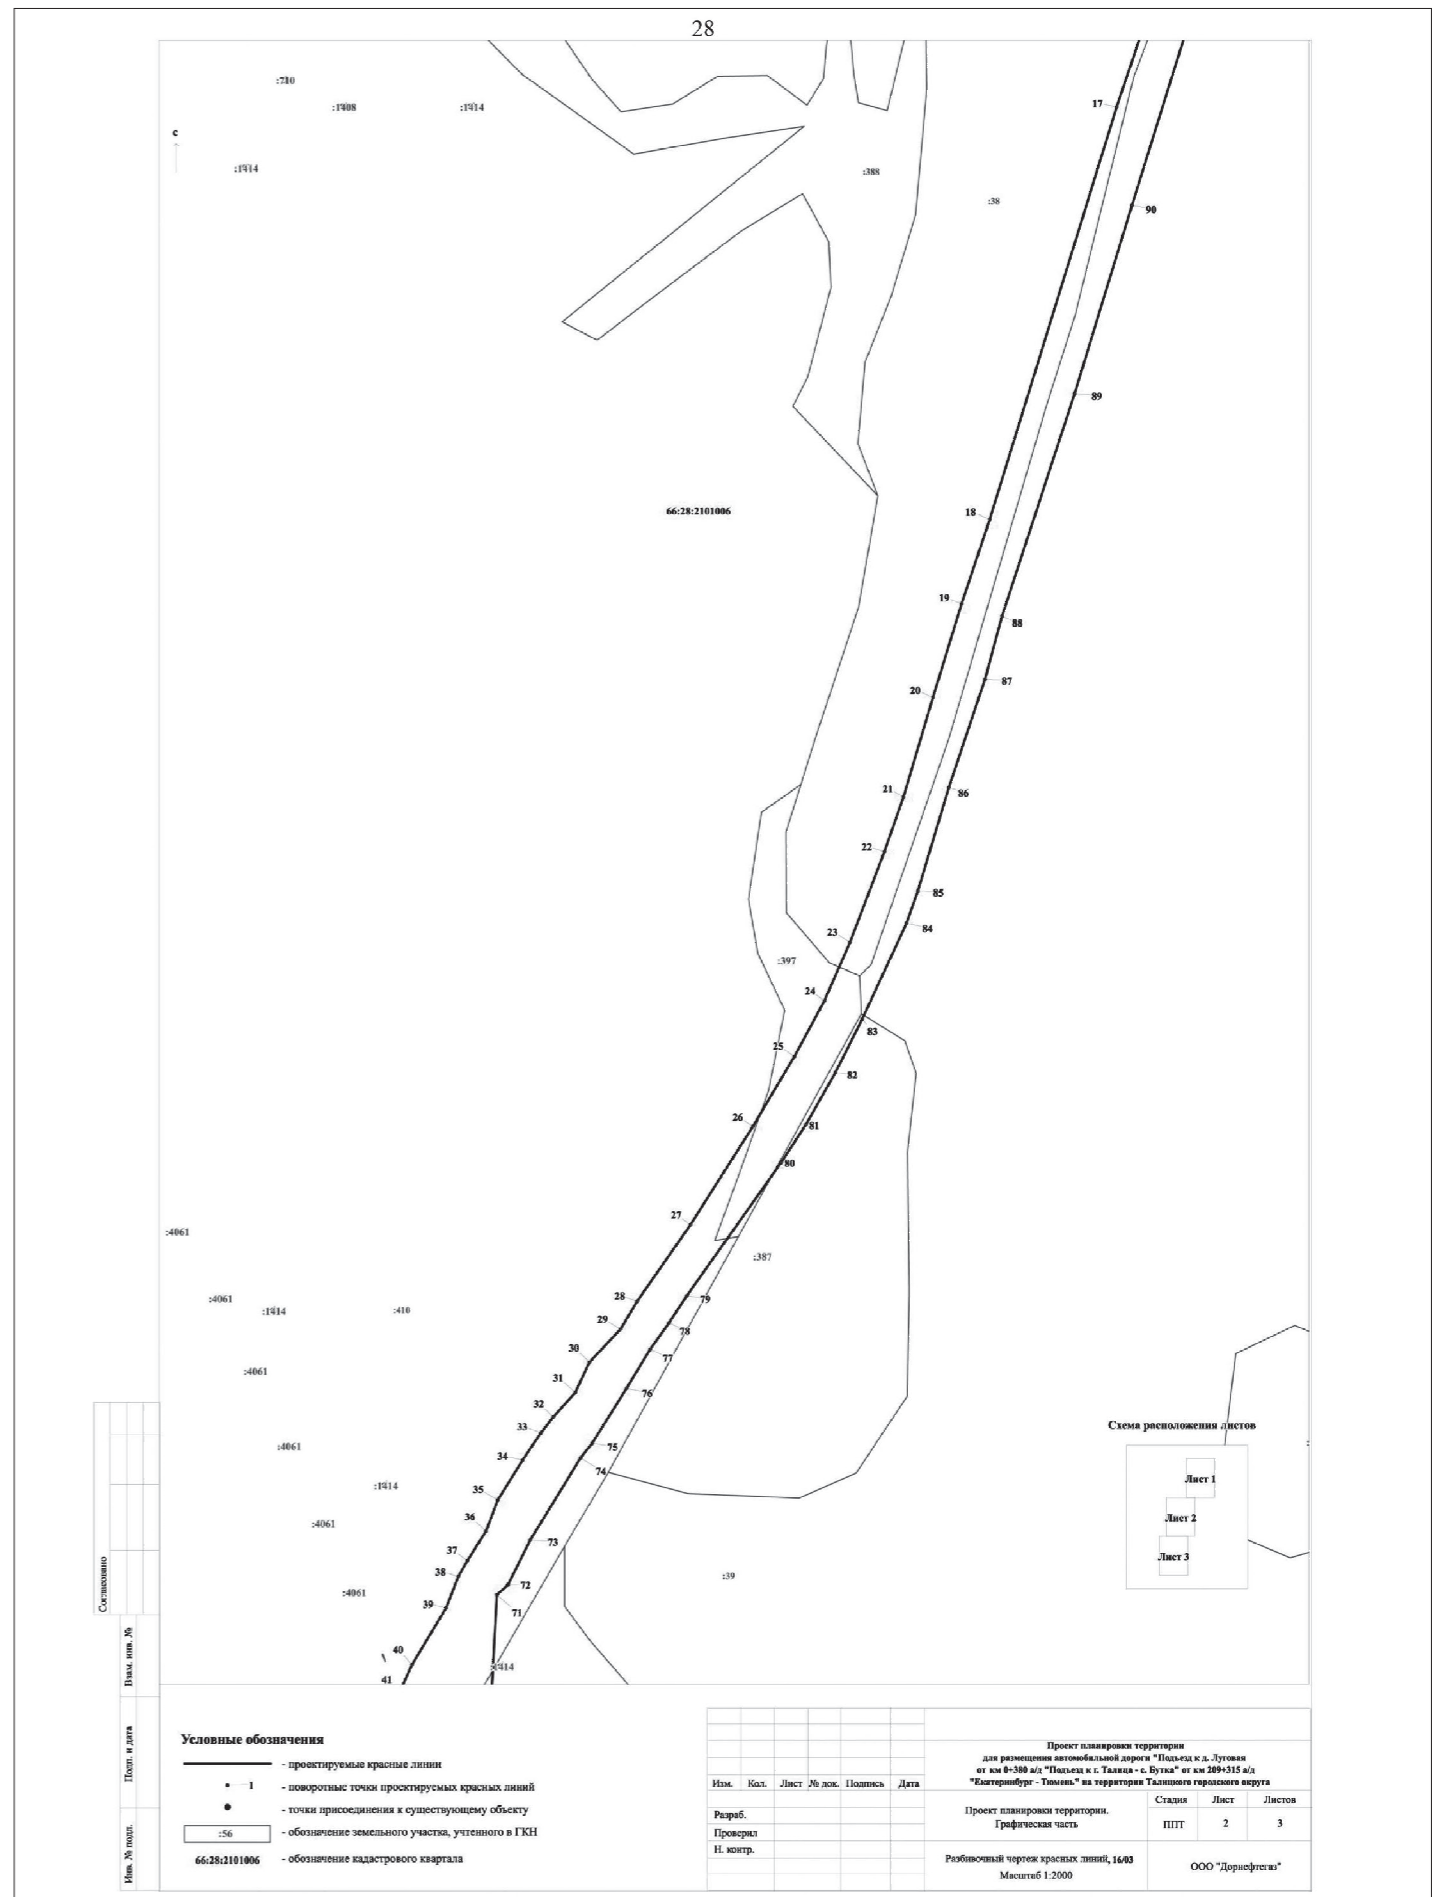 28
:710
:1408
:1414
с
:1414
17
:388
:38
90
89
18
66:28:2101006
19
88
20
87
21
86
22
85
84
23
:397
24
83
25
82
26
81
80
27
:4061
:387
28
79
:4061
:1414
:410
29
78
30
77
:4061
31
76
32
33
Схема расположения листов
:4061
75
34
74
Лист 1
:1414
35
36
Лист 2
:4061
73
37
Лист 3
38
72
:39
:4061
39
71
40
:1414
41
Согласовано
Взам. инв. №
Подп. и дата
Инв. № подл.
Условные обозначения
- проектируемые красные линии
1 - поворотные точки проектируемых красных линий
- точки присоединения к существующему объекту
:56 - обозначение земельного участка, учтенного в ГКН
66:28:2101006 - обозначение кадастрового квартала
Проект планировки территории
для размещения автомобильной дороги "Подъезд к д. Луговая
от км 0+380 а/д "Подъезд к г. Талица - с. Бутка" от км 209+315 а/д
"Екатеринбург - Тюмень" на территории Талицкого городского округа
Изм. Кол. Лист № док. Подпись Дата
Разраб.
Проверил
Н. контр.
Проект планировки территории.
Графическая часть
Стадия Лист Листов
ППТ 2 3
Разбивочный чертеж красных линий, 16/03
Масштаб 1:2000
ООО "Дорнефтегаз"